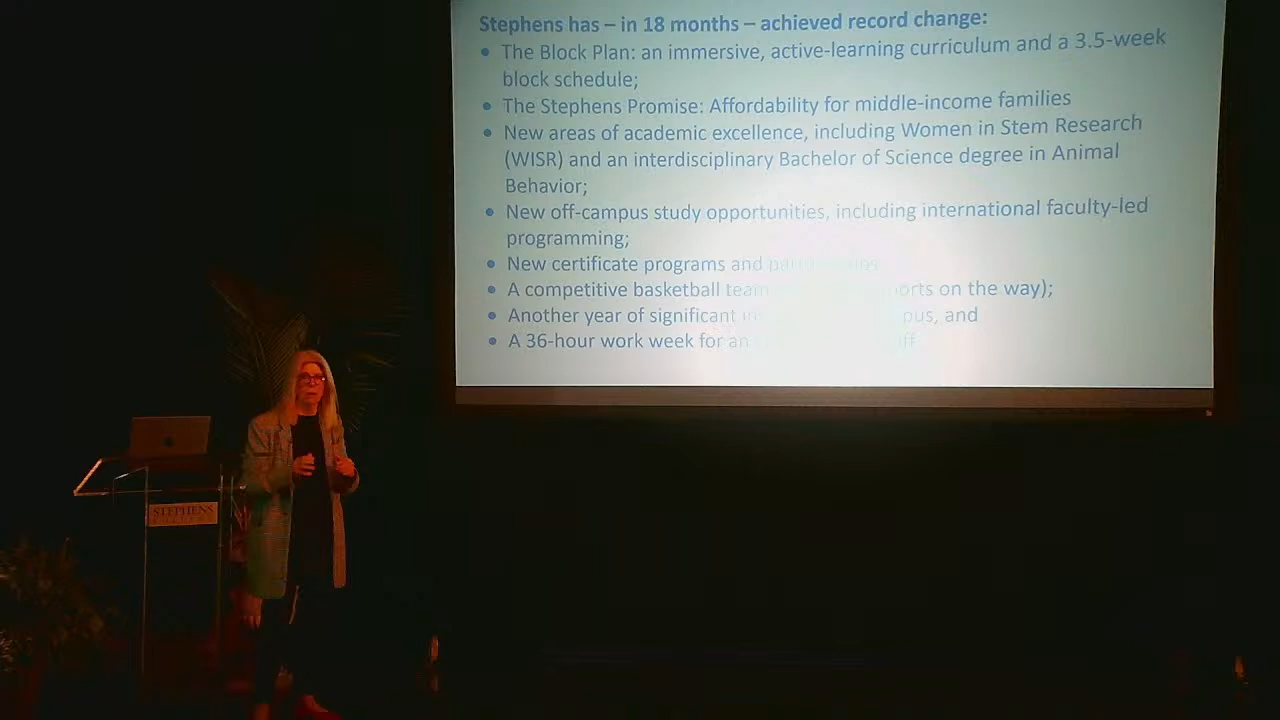 Stephens has – in 18 months – achieved record change:
• The Block Plan: an immersive, active-learning curriculum and a 3.5-week
block schedule;
• The Stephens Promise: Affordability for middle-income families
• New areas of academic excellence, including Women in Stem Research
(WISR) and an interdisciplinary Bachelor of Science degree in Animal
Behavior;
• New off-campus study opportunities, including international faculty-led
programming;
• New certificate programs and
• A competitive basketball team on the way);
• Another year of significant and
• A 36-hour work week for
STEPHENS
COLLEGE